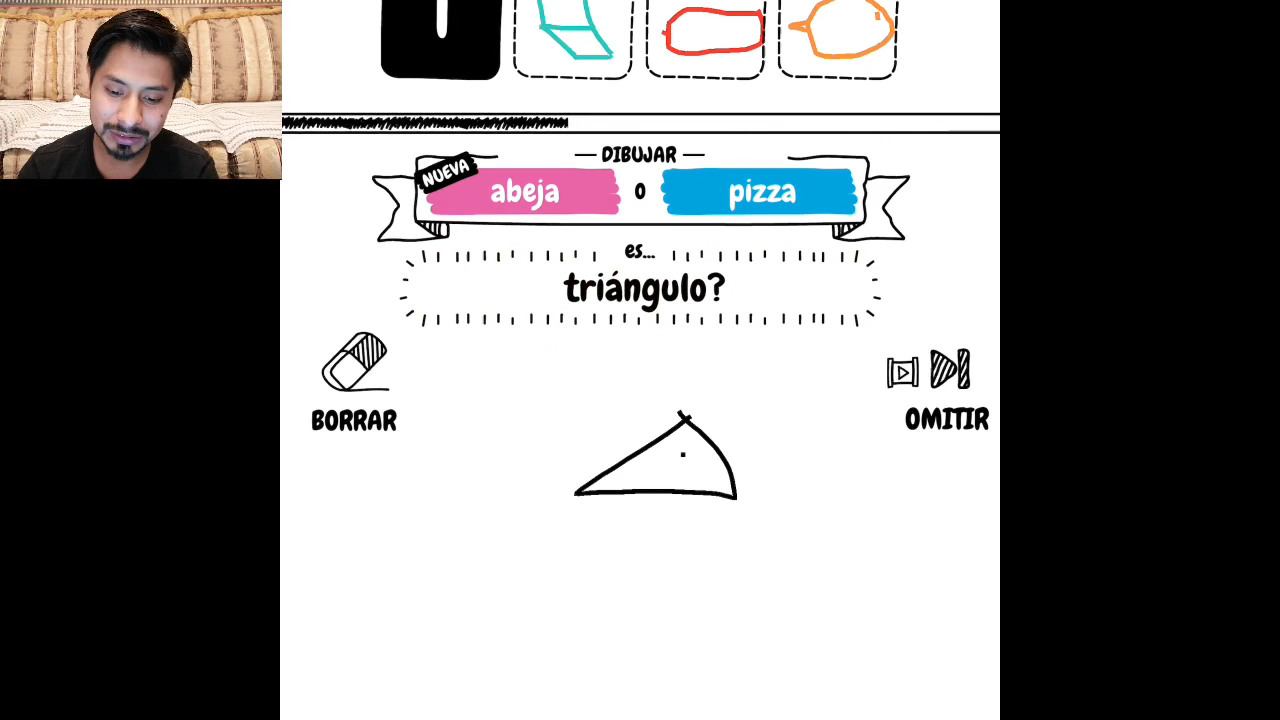 — DIBUJAR —
NUEVA
abeja o pizza
es...
triángulo?
BORRAR
OMITIR